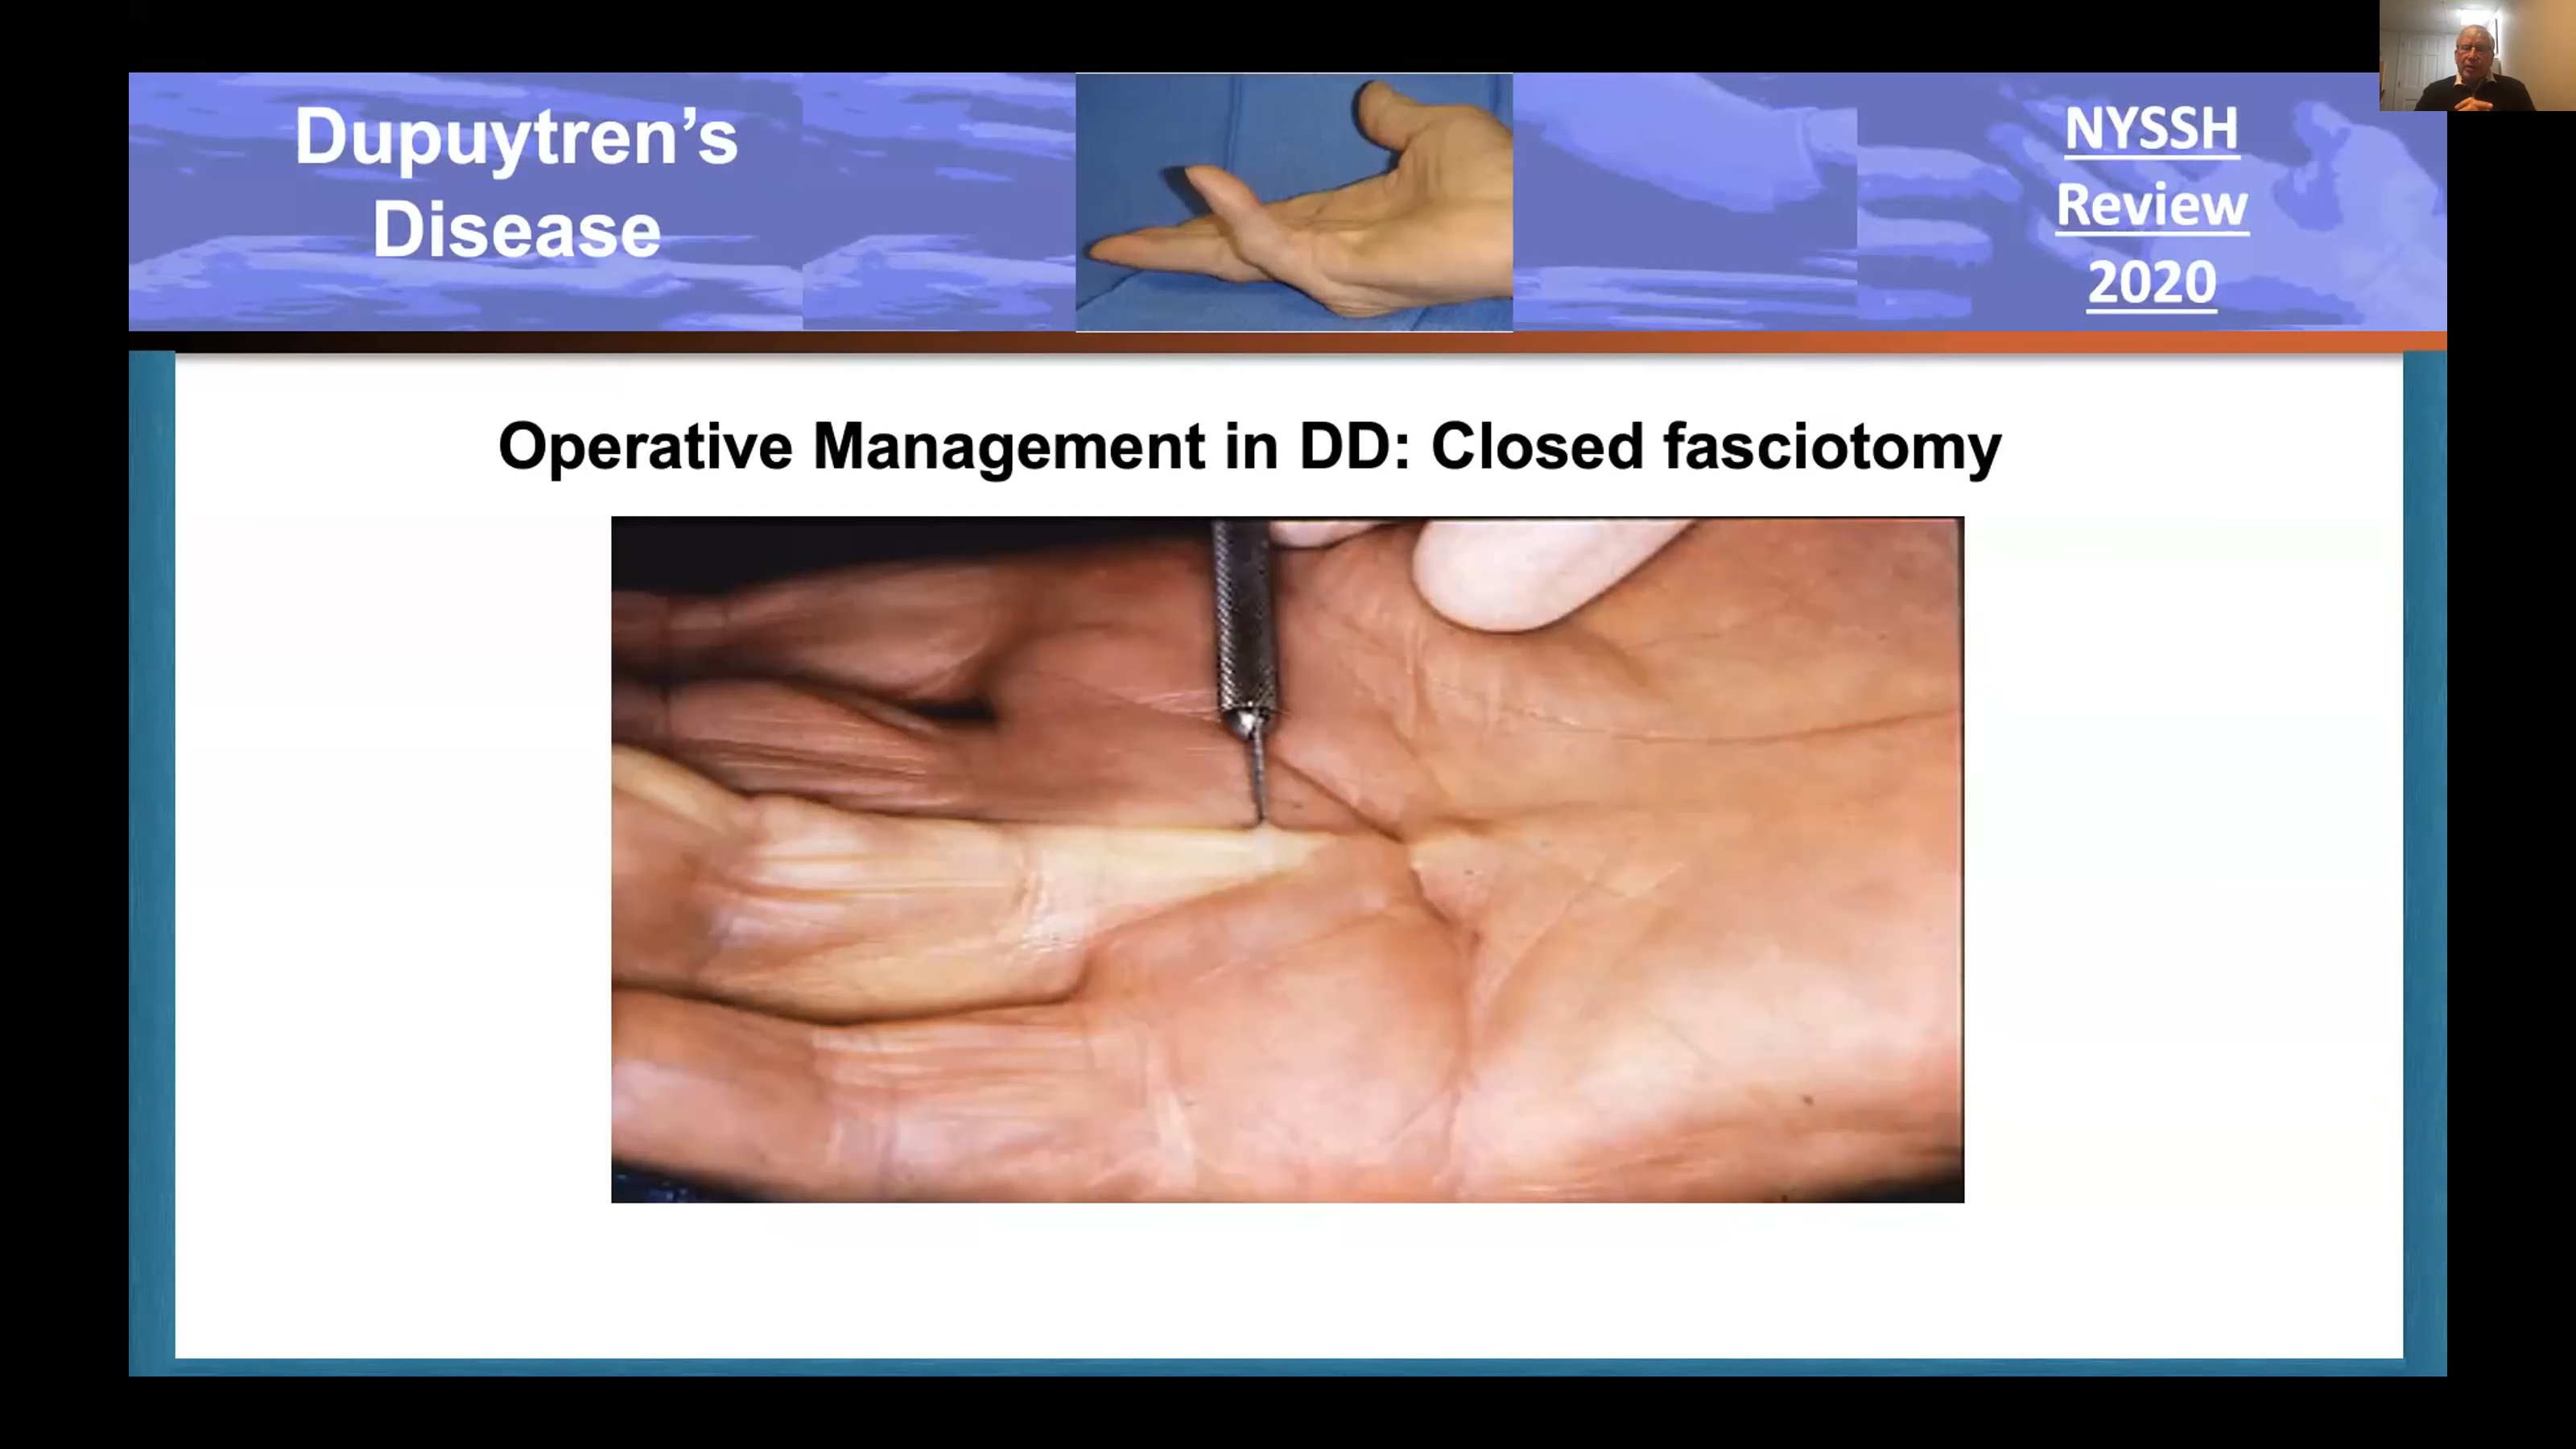 Dupuytren’s
Disease
NYSSH
Review
2020
Operative Management in DD: Closed fasciotomy